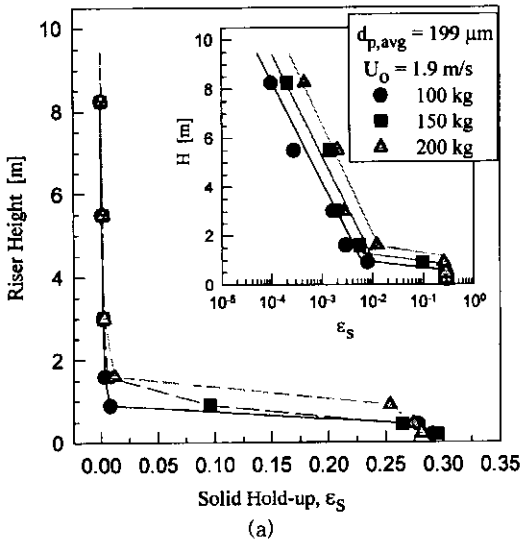 10
8
6
4
2
0
Riser Height [m]
0.00 0.05 0.10 0.15 0.20 0.25 0.30 0.35
Solid Hold-up, εS
10
8
6
4
2
0
H [m]
10⁻⁵ 10⁻⁴ 10⁻³ 10⁻² 10⁻¹ 10⁰
εS
dp,avg = 199 μm
Uo = 1.9 m/s
100 kg
150 kg
200 kg
(a)